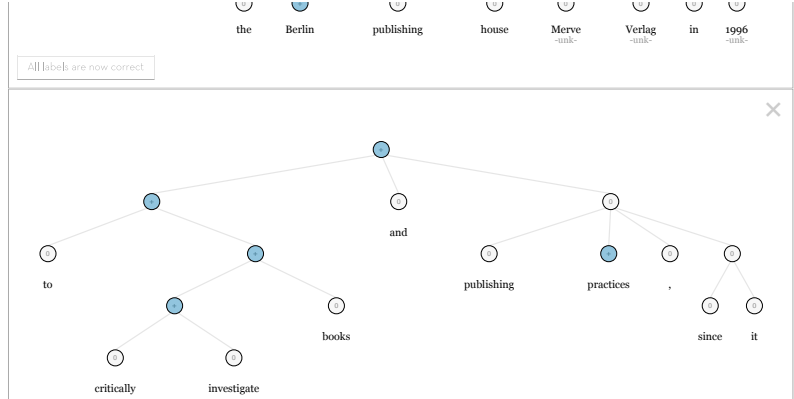 the Berlin publishing house Merve Verlag in 1996
-unk- -unk- -unk-
All labels are now correct
and
to publishing practices , since it
books
critically investigate